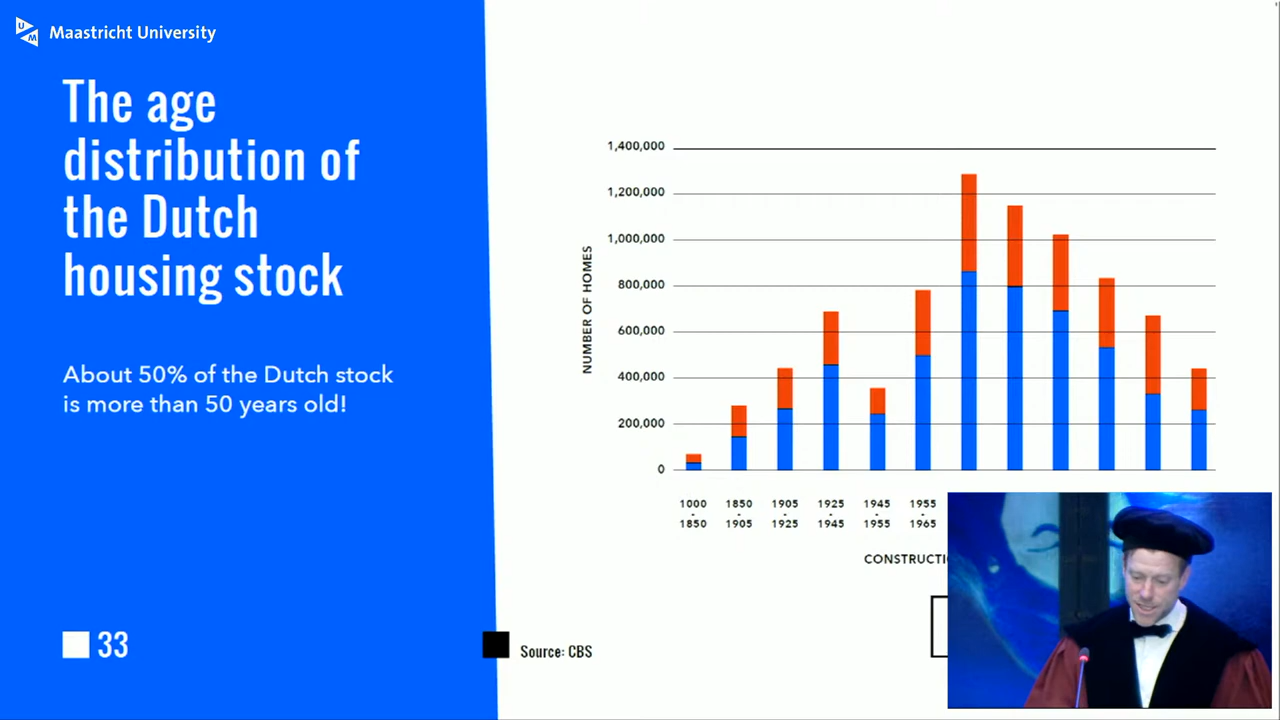 UM
Maastricht University
The age
distribution of
the Dutch
housing stock
About 50% of the Dutch stock
is more than 50 years old!
33
NUMBER OF HOMES
1,400,000
1,200,000
1,000,000
800,000
600,000
400,000
200,000
0
1000 - 1850
1850 - 1905
1905 - 1925
1925 - 1945
1945 - 1955
1955 - 1965
CONSTRUCTI
Source: CBS